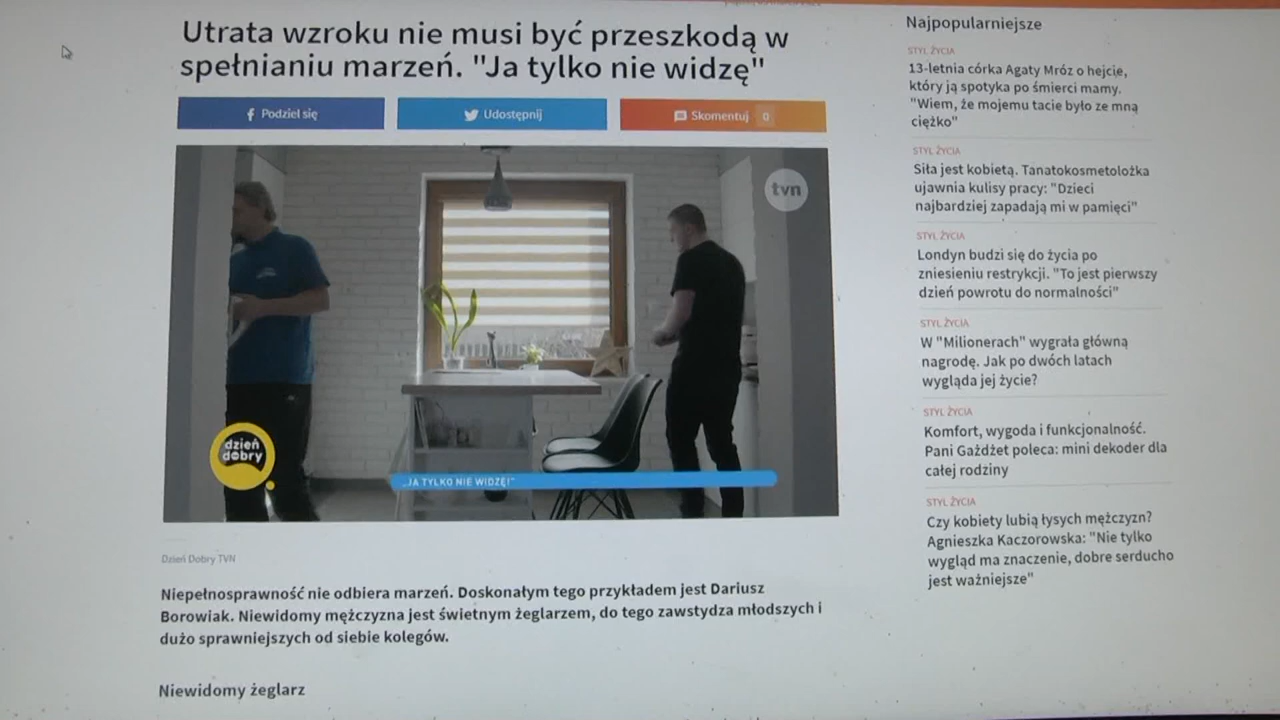 Utrata wzroku nie musi być przeszkodą w
spełnianiu marzeń. "Ja tylko nie widzę"
Podziel się
Udostępnij
Skomentuj 0
tvn
dzień
dobry
„JA TYLKO NIE WIDZĘ!"
Dzień Dobry TVN
Niepełnosprawność nie odbiera marzeń. Doskonałym tego przykładem jest Dariusz
Borowiak. Niewidomy mężczyzna jest świetnym żeglarzem, do tego zawstydza młodszych i
dużo sprawniejszych od siebie kolegów.
Niewidomy żeglarz
Najpopularniejsze
STYL ŻYCIA
13-letnia córka Agaty Mróz o hejcie,
który ją spotyka po śmierci mamy.
"Wiem, że mojemu tacie było ze mną
ciężko"
STYL ŻYCIA
Siła jest kobietą. Tanatokosmetolożka
ujawnia kulisy pracy: "Dzieci
najbardziej zapadają mi w pamięci"
STYL ŻYCIA
Londyn budzi się do życia po
zniesieniu restrykcji. "To jest pierwszy
dzień powrotu do normalności"
STYL ŻYCIA
W "Milionerach" wygrała główną
nagrodę. Jak po dwóch latach
wygląda jej życie?
STYL ŻYCIA
Komfort, wygoda i funkcjonalność.
Pani Gażdżet poleca: mini dekoder dla
całej rodziny
STYL ŻYCIA
Czy kobiety lubią łysych mężczyzn?
Agnieszka Kaczorowska: "Nie tylko
wygląd ma znaczenie, dobre serducho
jest ważniejsze"